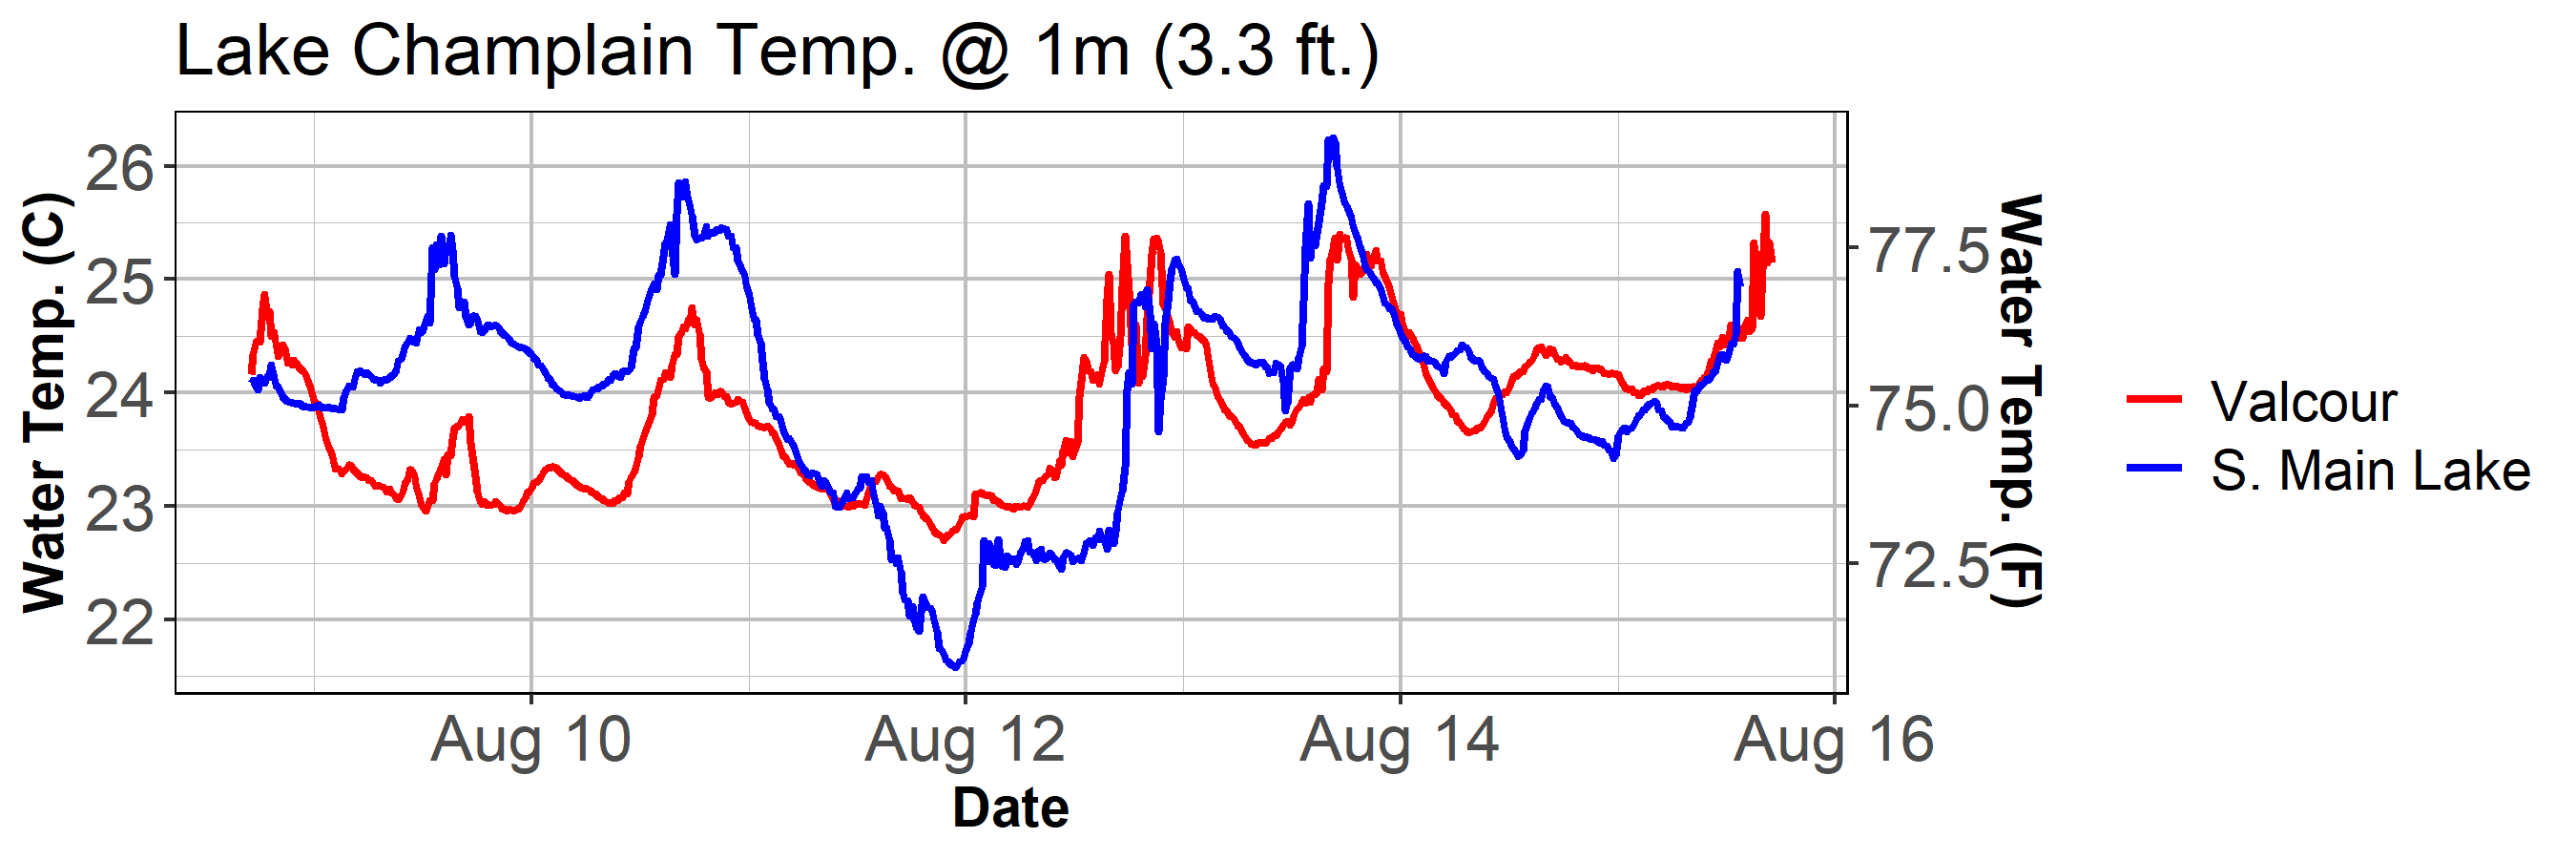 Lake Champlain Temp. @ 1m (3.3 ft.)
Water Temp. (C)
26
25
24
23
22
77.5
75.0
72.5
Water Temp. (F)
Aug 10
Aug 12
Aug 14
Aug 16
Date
Valcour
S. Main Lake